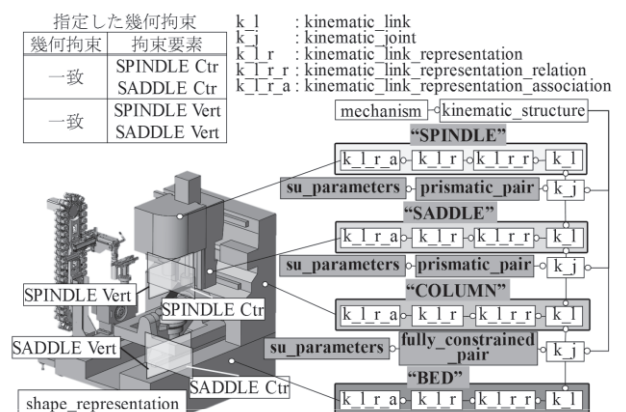 指定した幾何拘束
幾何拘束 拘束要素
一致 SPINDLE Ctr
SADDLE Ctr
一致 SPINDLE Vert
SADDLE Vert
k_l : kinematic_link
k_j : kinematic_joint
k_l_r : kinematic_link_representation
k_l_r_r : kinematic_link_representation_relation
k_l_r_a : kinematic_link_representation_association
mechanism kinematic_structure
“SPINDLE”
k_l_r_a k_l_r k_l_r_r k_l
su_parameters prismatic_pair k_j
“SADDLE”
k_l_r_a k_l_r k_l_r_r k_l
su_parameters prismatic_pair k_j
“COLUMN”
k_l_r_a k_l_r k_l_r_r k_l
su_parameters fully_constrained
_pair k_j
“BED”
k_l_r_a k_l_r k_l_r_r k_l
SPINDLE Vert
SPINDLE Ctr
SADDLE Vert
SADDLE Ctr
shape_representation